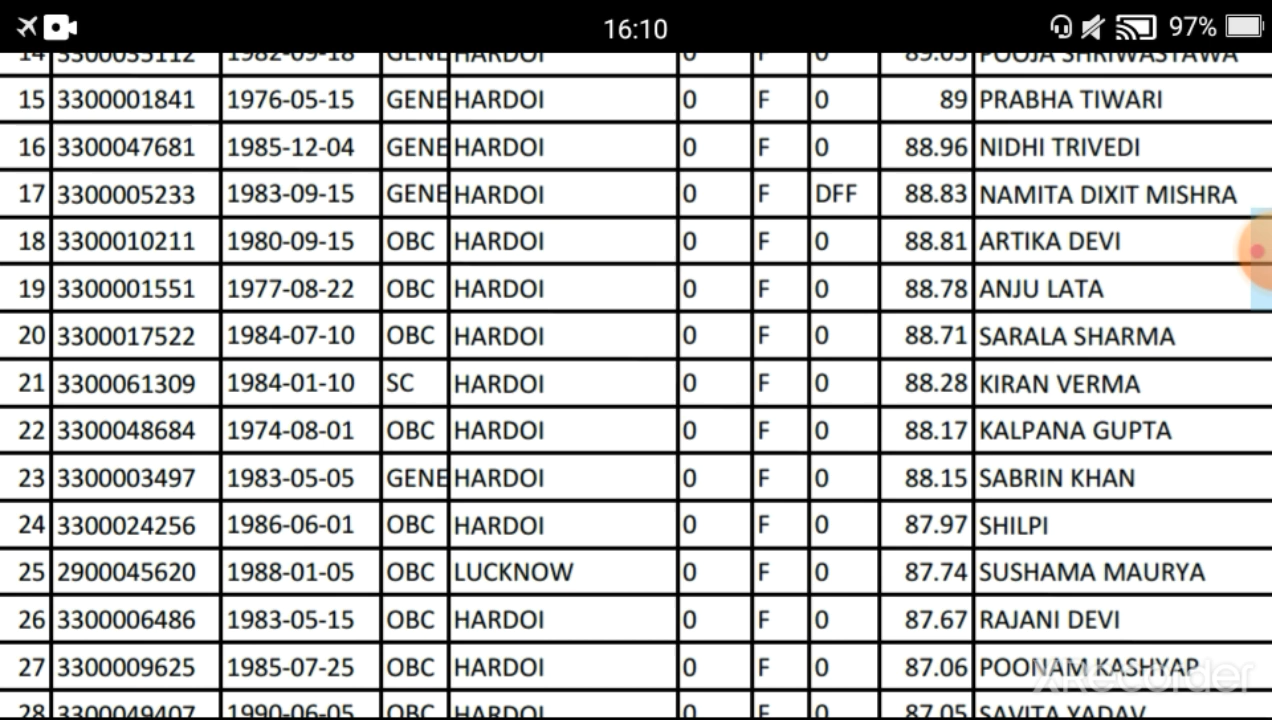 16:10 97%
14 3300035112 1982-09-18 GENE HARDOI 0 F 0 89.05 POOJA SHRIWASTAWA
15 3300001841 1976-05-15 GENE HARDOI 0 F 0 89 PRABHA TIWARI
16 3300047681 1985-12-04 GENE HARDOI 0 F 0 88.96 NIDHI TRIVEDI
17 3300005233 1983-09-15 GENE HARDOI 0 F DFF 88.83 NAMITA DIXIT MISHRA
18 3300010211 1980-09-15 OBC HARDOI 0 F 0 88.81 ARTIKA DEVI
19 3300001551 1977-08-22 OBC HARDOI 0 F 0 88.78 ANJU LATA
20 3300017522 1984-07-10 OBC HARDOI 0 F 0 88.71 SARALA SHARMA
21 3300061309 1984-01-10 SC HARDOI 0 F 0 88.28 KIRAN VERMA
22 3300048684 1974-08-01 OBC HARDOI 0 F 0 88.17 KALPANA GUPTA
23 3300003497 1983-05-05 GENE HARDOI 0 F 0 88.15 SABRIN KHAN
24 3300024256 1986-06-01 OBC HARDOI 0 F 0 87.97 SHILPI
25 2900045620 1988-01-05 OBC LUCKNOW 0 F 0 87.74 SUSHAMA MAURYA
26 3300006486 1983-05-15 OBC HARDOI 0 F 0 87.67 RAJANI DEVI
27 3300009625 1985-07-25 OBC HARDOI 0 F 0 87.06 POONAM KASHYAP
XRecorder
28 3300049407 1990-06-05 OBC HARDOI 0 F 0 87.05 SAVITA YADAV